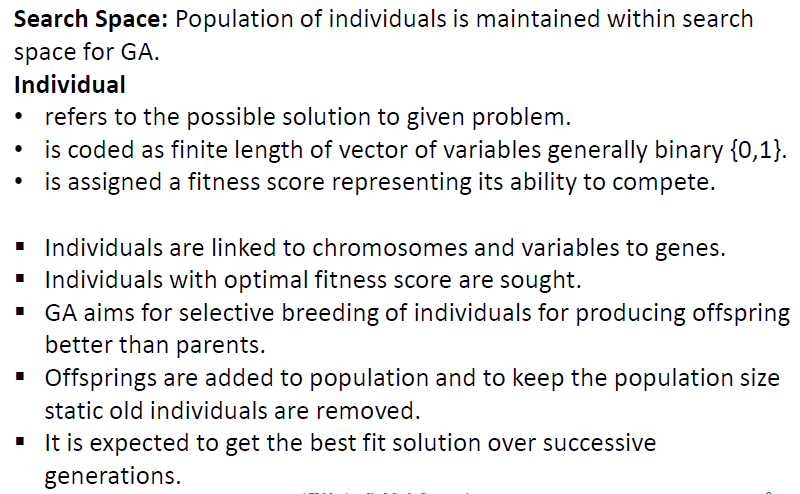 Search Space: Population of individuals is maintained within search
space for GA.
Individual
• refers to the possible solution to given problem.
• is coded as finite length of vector of variables generally binary {0,1}.
• is assigned a fitness score representing its ability to compete.
▪ Individuals are linked to chromosomes and variables to genes.
▪ Individuals with optimal fitness score are sought.
▪ GA aims for selective breeding of individuals for producing offspring
better than parents.
▪ Offsprings are added to population and to keep the population size
static old individuals are removed.
▪ It is expected to get the best fit solution over successive
generations.